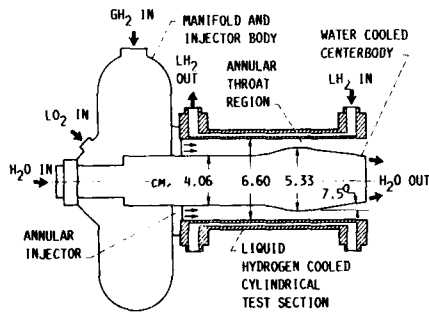 GH2 IN
MANIFOLD AND
INJECTOR BODY
WATER COOLED
CENTERBODY
LH2
OUT
ANNULAR
THROAT
REGION
LH2 IN
LO2 IN
H2O IN
CM. 4.06 6.60 5.33
7.5°
H2O OUT
ANNULAR
INJECTOR
LIQUID
HYDROGEN COOLED
CYLINDRICAL
TEST SECTION